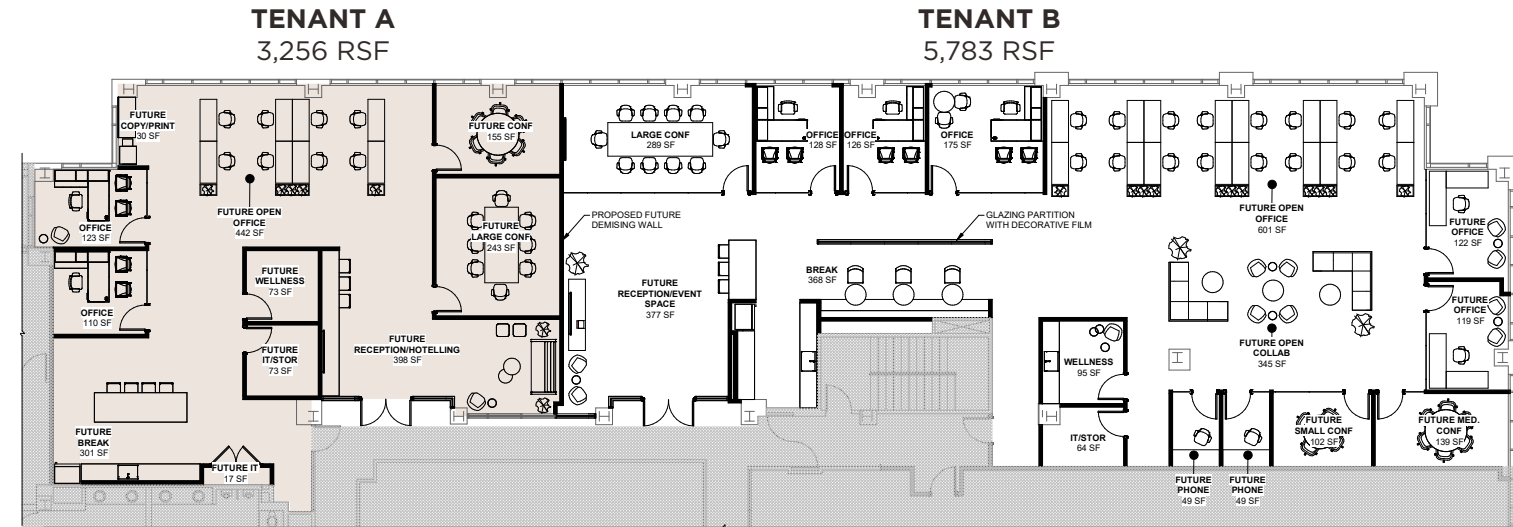 TENANT A
3,256 RSF
TENANT B
5,783 RSF
FUTURE
COPY/PRINT
30 SF
FUTURE CONF
155 SF
LARGE CONF
289 SF
OFFICE
128 SF
OFFICE
126 SF
OFFICE
175 SF
OFFICE
123 SF
FUTURE OPEN
OFFICE
442 SF
FUTURE
LARGE CONF
243 SF
PROPOSED FUTURE
DEMISING WALL
GLAZING PARTITION
WITH DECORATIVE FILM
FUTURE OPEN
OFFICE
601 SF
FUTURE
OFFICE
122 SF
OFFICE
110 SF
FUTURE
WELLNESS
73 SF
FUTURE
RECEPTION/EVENT
SPACE
377 SF
BREAK
368 SF
FUTURE
OFFICE
119 SF
FUTURE
IT/STOR
73 SF
FUTURE
RECEPTION/HOTELLING
398 SF
FUTURE OPEN
COLLAB
345 SF
WELLNESS
95 SF
FUTURE
BREAK
301 SF
FUTURE IT
17 SF
IT/STOR
64 SF
FUTURE
SMALL CONF
102 SF
FUTURE MED.
CONF
139 SF
FUTURE
PHONE
49 SF
FUTURE
PHONE
49 SF